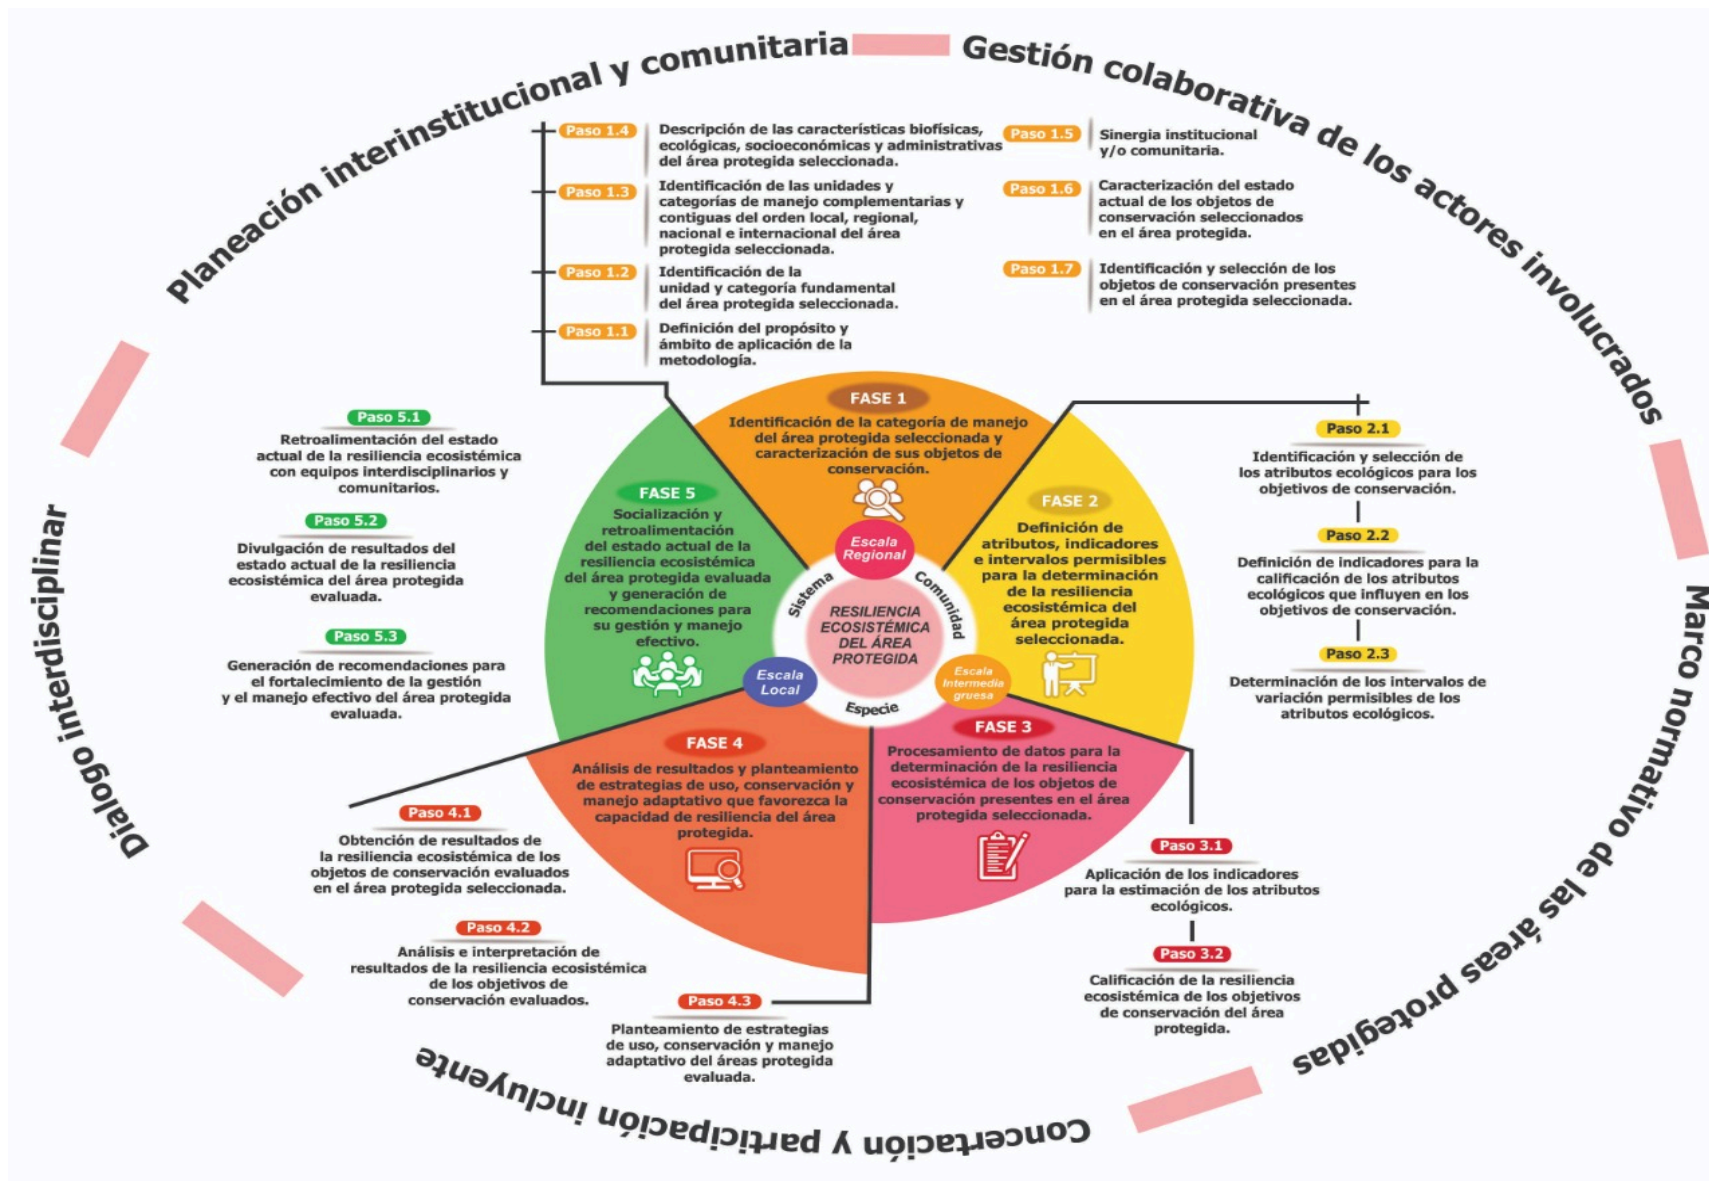 Planeación interinstitucional y comunitaria
Gestión colaborativa de los actores involucrados
Marco normativo de las áreas protegidas
Concertación y participación incluyente
Dialogo interdisciplinar
Paso 1.4
Descripción de las características biofísicas,
ecológicas, socioeconómicas y administrativas
del área protegida seleccionada.
Paso 1.3
Identificación de las unidades y
categorías de manejo complementarias y
contiguas del orden local, regional,
nacional e internacional del área
protegida seleccionada.
Paso 1.2
Identificación de la
unidad y categoría fundamental
del área protegida seleccionada.
Paso 1.1
Definición del propósito y
ámbito de aplicación de la
metodología.
Paso 1.5
Sinergia institucional
y/o comunitaria.
Paso 1.6
Caracterización del estado
actual de los objetos de
conservación seleccionados
en el área protegida.
Paso 1.7
Identificación y selección de los
objetos de conservación presentes
en el área protegida seleccionada.
FASE 1
Identificación de la categoría de manejo
del área protegida seleccionada y
caracterización de sus objetos de
conservación.
FASE 2
Definición de
atributos, indicadores
e intervalos permisibles
para la determinación
de la resiliencia
ecosistémica del
área protegida
seleccionada.
Paso 2.1
Identificación y selección de
los atributos ecológicos para los
objetivos de conservación.
Paso 2.2
Definición de indicadores para la
calificación de los atributos
ecológicos que influyen en los
objetivos de conservación.
Paso 2.3
Determinación de los intervalos de
variación permisibles de los
atributos ecológicos.
FASE 3
Procesamiento de datos para la
determinación de la resiliencia
ecosistémica de los objetos de
conservación presentes en el área
protegida seleccionada.
Paso 3.1
Aplicación de los indicadores
para la estimación de los atributos
ecológicos.
Paso 3.2
Calificación de la resiliencia
ecosistémica de los objetivos
de conservación del área
protegida.
FASE 4
Análisis de resultados y planteamiento
de estrategias de uso, conservación y
manejo adaptativo que favorezca la
capacidad de resiliencia del área
protegida.
Paso 4.1
Obtención de resultados de
la resiliencia ecosistémica de los
objetos de conservación evaluados
en el área protegida seleccionada.
Paso 4.2
Análisis e interpretación de
resultados de la resiliencia ecosistémica
de los objetivos de
conservación evaluados.
Paso 4.3
Planteamiento de estrategias
de uso, conservación y manejo
adaptativo del áreas protegida
evaluada.
FASE 5
Socialización y
retroalimentación
del estado actual de la
resiliencia ecosistémica
del área protegida evaluada
y generación de
recomendaciones para
su gestión y manejo
efectivo.
Paso 5.1
Retroalimentación del estado
actual de la resiliencia ecosistémica
con equipos interdisciplinarios y
comunitarios.
Paso 5.2
Divulgación de resultados del
estado actual de la resiliencia
ecosistémica del área protegida
evaluada.
Paso 5.3
Generación de recomendaciones para
el fortalecimiento de la gestión
y el manejo efectivo del área protegida
evaluada.
Escala
Regional
Sistema
Comunidad
RESILIENCIA
ECOSISTÉMICA
DEL ÁREA
PROTEGIDA
Escala
Local
Escala
Intermedia
gruesa
Especie